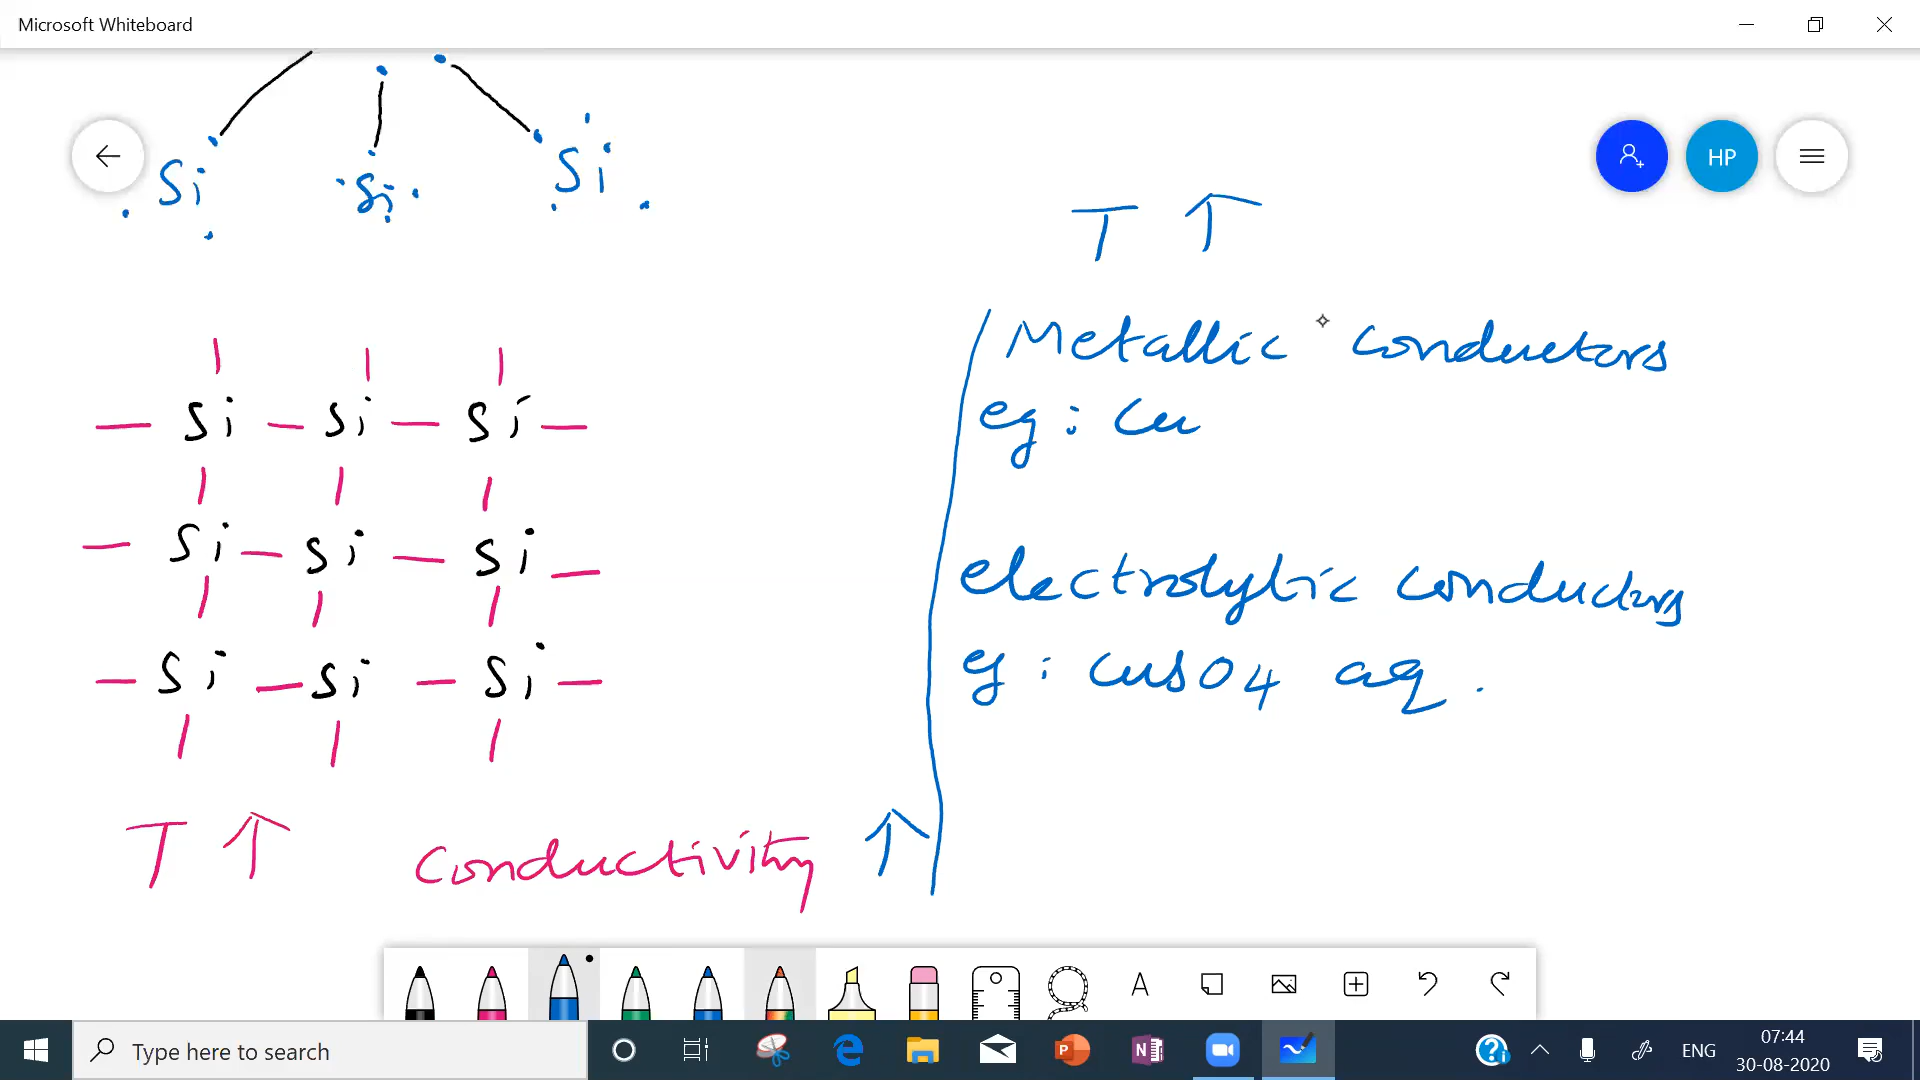 Microsoft Whiteboard
Si Si Si
HP
T ↑
Metallic conductors
eg : Cu
Si - Si - Si
Si - Si - Si
Si - Si - Si
electrolytic conductors
eg : CuSO4 aq.
T ↑ Conductivity ↑
A
Type here to search
ENG
07:44
30-08-2020